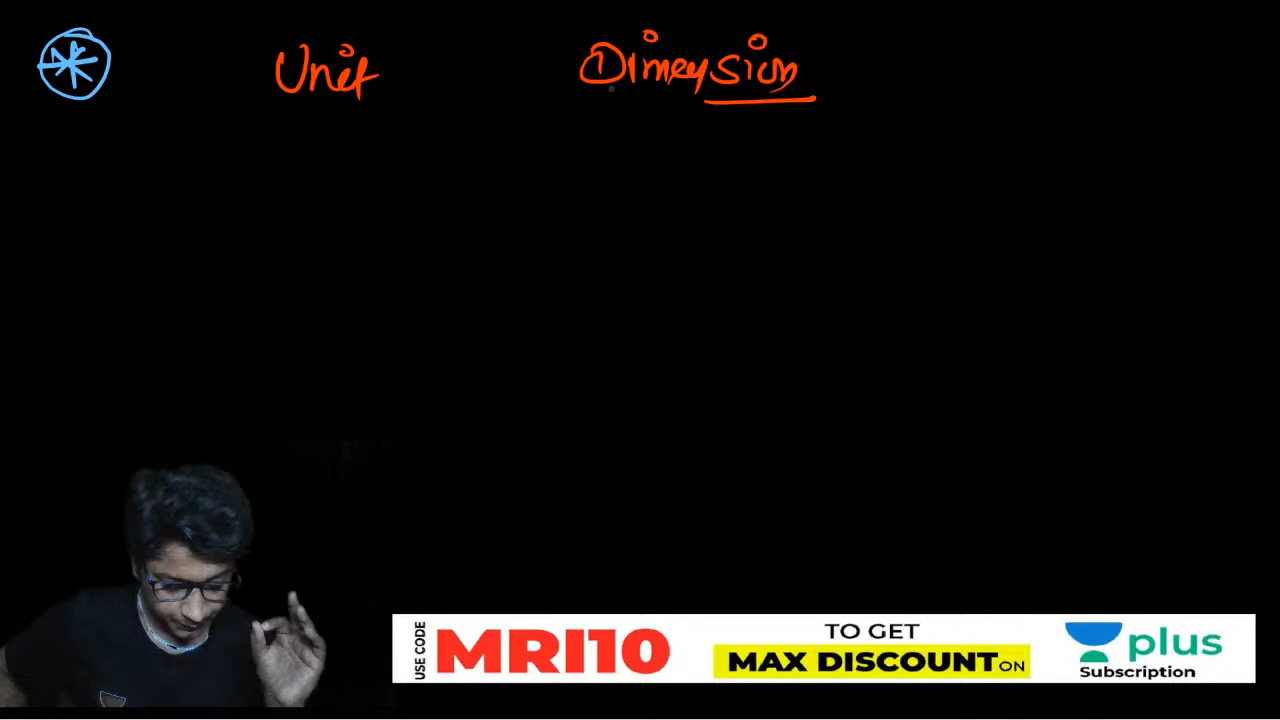 Unit Dimension
USE CODE MRI10 TO GET MAX DISCOUNT ON plus Subscription